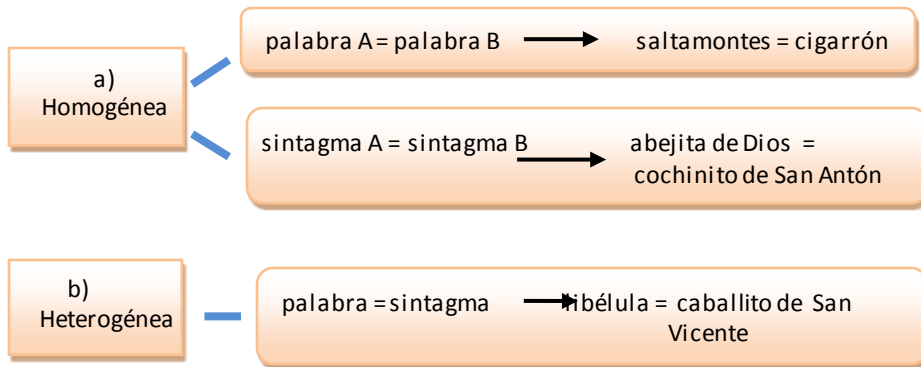 a)
Homogénea
palabra A = palabra B
saltamontes = cigarrón
sintagma A = sintagma B
abejita de Dios =
cochinito de San Antón
b)
Heterogénea
palabra = sintagma
libélula = caballito de San
Vicente